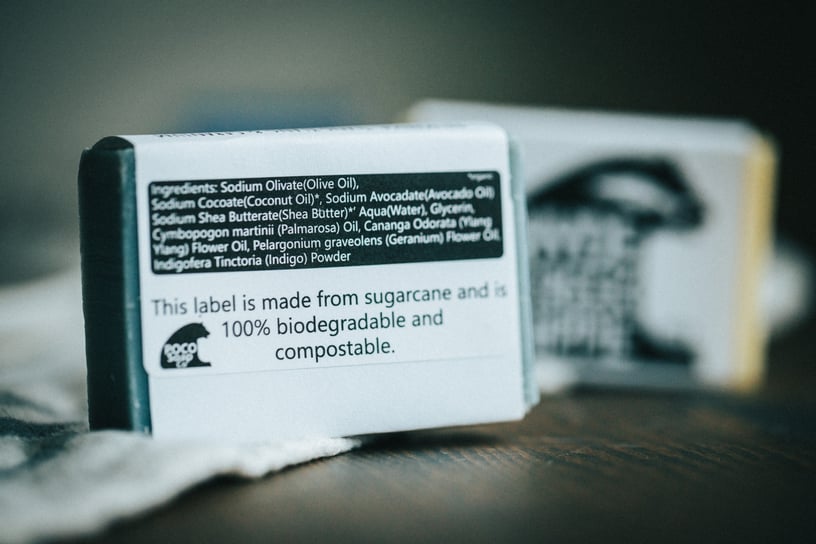 *organic
Ingredients: Sodium Olivate(Olive Oil),
Sodium Cocoate(Coconut Oil)*, Sodium Avocadate(Avocado Oil)
Sodium Shea Butterate(Shea Butter)*' Aqua(Water), Glycerin,
Cymbopogon martinii (Palmarosa) Oil, Cananga Odorata (Ylang
Ylang) Flower Oil, Pelargonium graveolens (Geranium) Flower Oil,
Indigofera Tinctoria (Indigo) Powder
This label is made from sugarcane and is
100% biodegradable and
compostable.
POCO